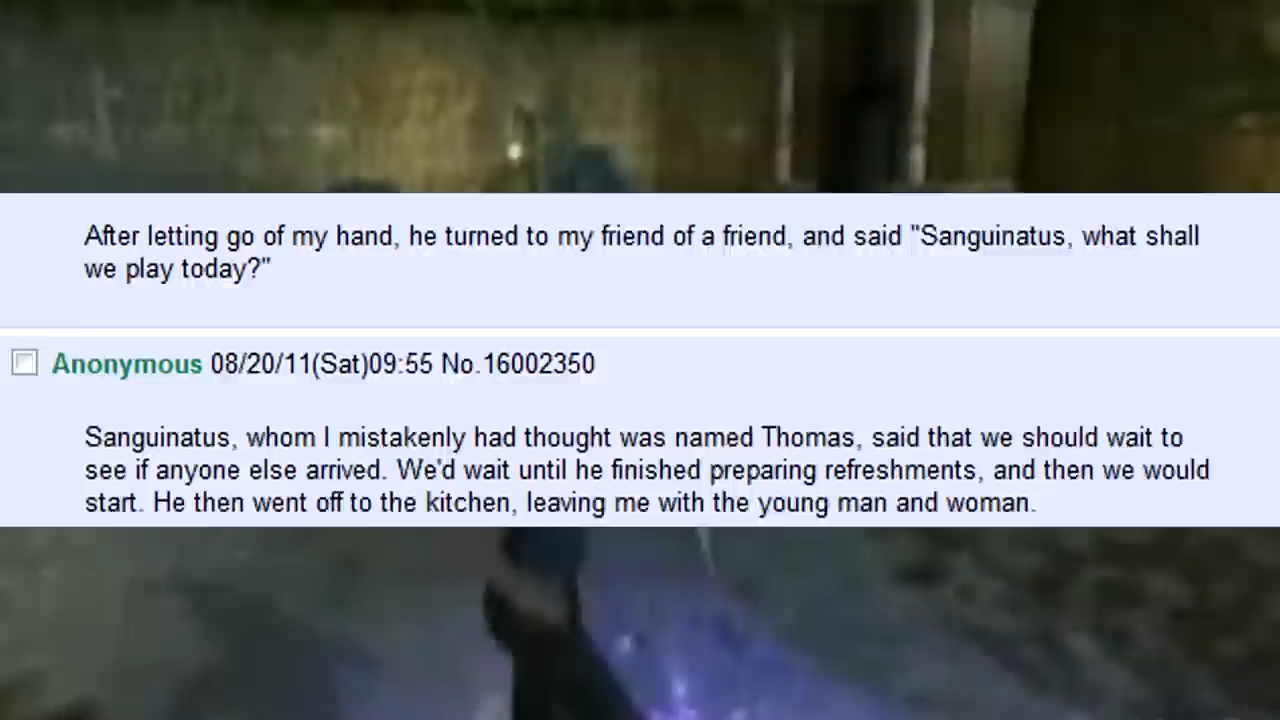 After letting go of my hand, he turned to my friend of a friend, and said "Sanguinatus, what shall
we play today?"
Anonymous 08/20/11(Sat)09:55 No.16002350
Sanguinatus, whom I mistakenly had thought was named Thomas, said that we should wait to
see if anyone else arrived. We'd wait until he finished preparing refreshments, and then we would
start. He then went off to the kitchen, leaving me with the young man and woman.